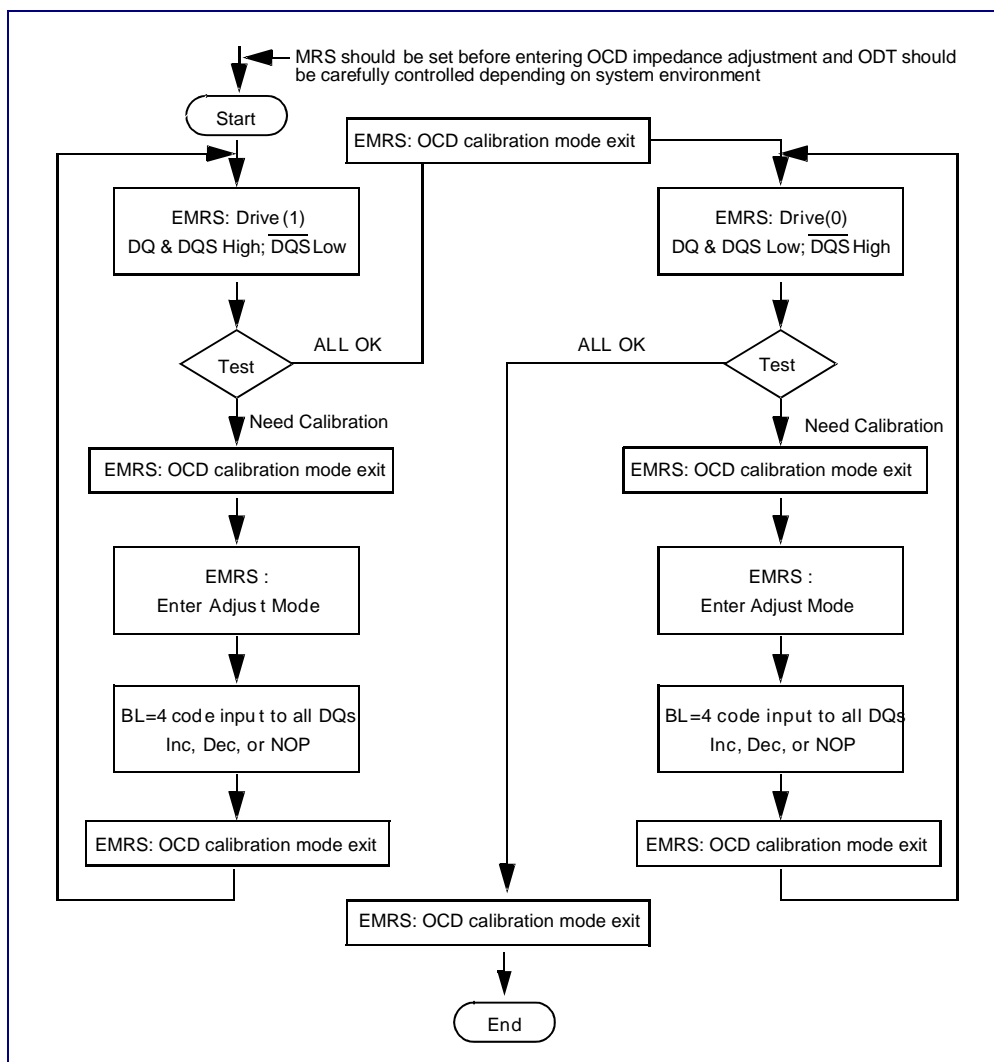 MRS should be set before entering OCD impedance adjustment and ODT should
be carefully controlled depending on system environment
Start
EMRS: OCD calibration mode exit
EMRS: Drive(1)
DQ & DQS High; D̅Q̅S̅ Low
EMRS: Drive(0)
DQ & DQS Low; D̅Q̅S̅ High
Test
ALL OK
ALL OK
Test
Need Calibration
Need Calibration
EMRS: OCD calibration mode exit
EMRS: OCD calibration mode exit
EMRS :
Enter Adjust Mode
EMRS :
Enter Adjust Mode
BL=4 code input to all DQs
Inc, Dec, or NOP
BL=4 code input to all DQs
Inc, Dec, or NOP
EMRS: OCD calibration mode exit
EMRS: OCD calibration mode exit
EMRS: OCD calibration mode exit
End